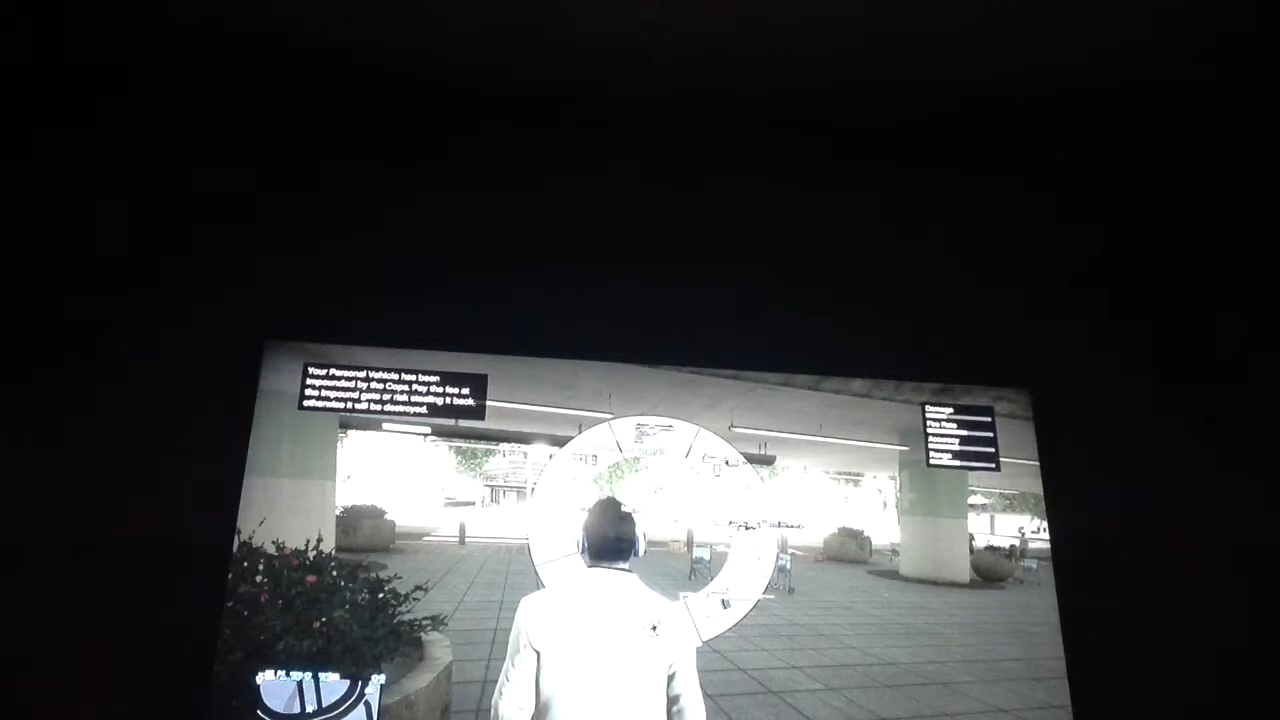 Your Personal Vehicle has been
impounded by the Cops. Pay the fee at
the impound gate or risk stealing it back,
otherwise it will be destroyed.
Damage
Fire Rate
Accuracy
Range